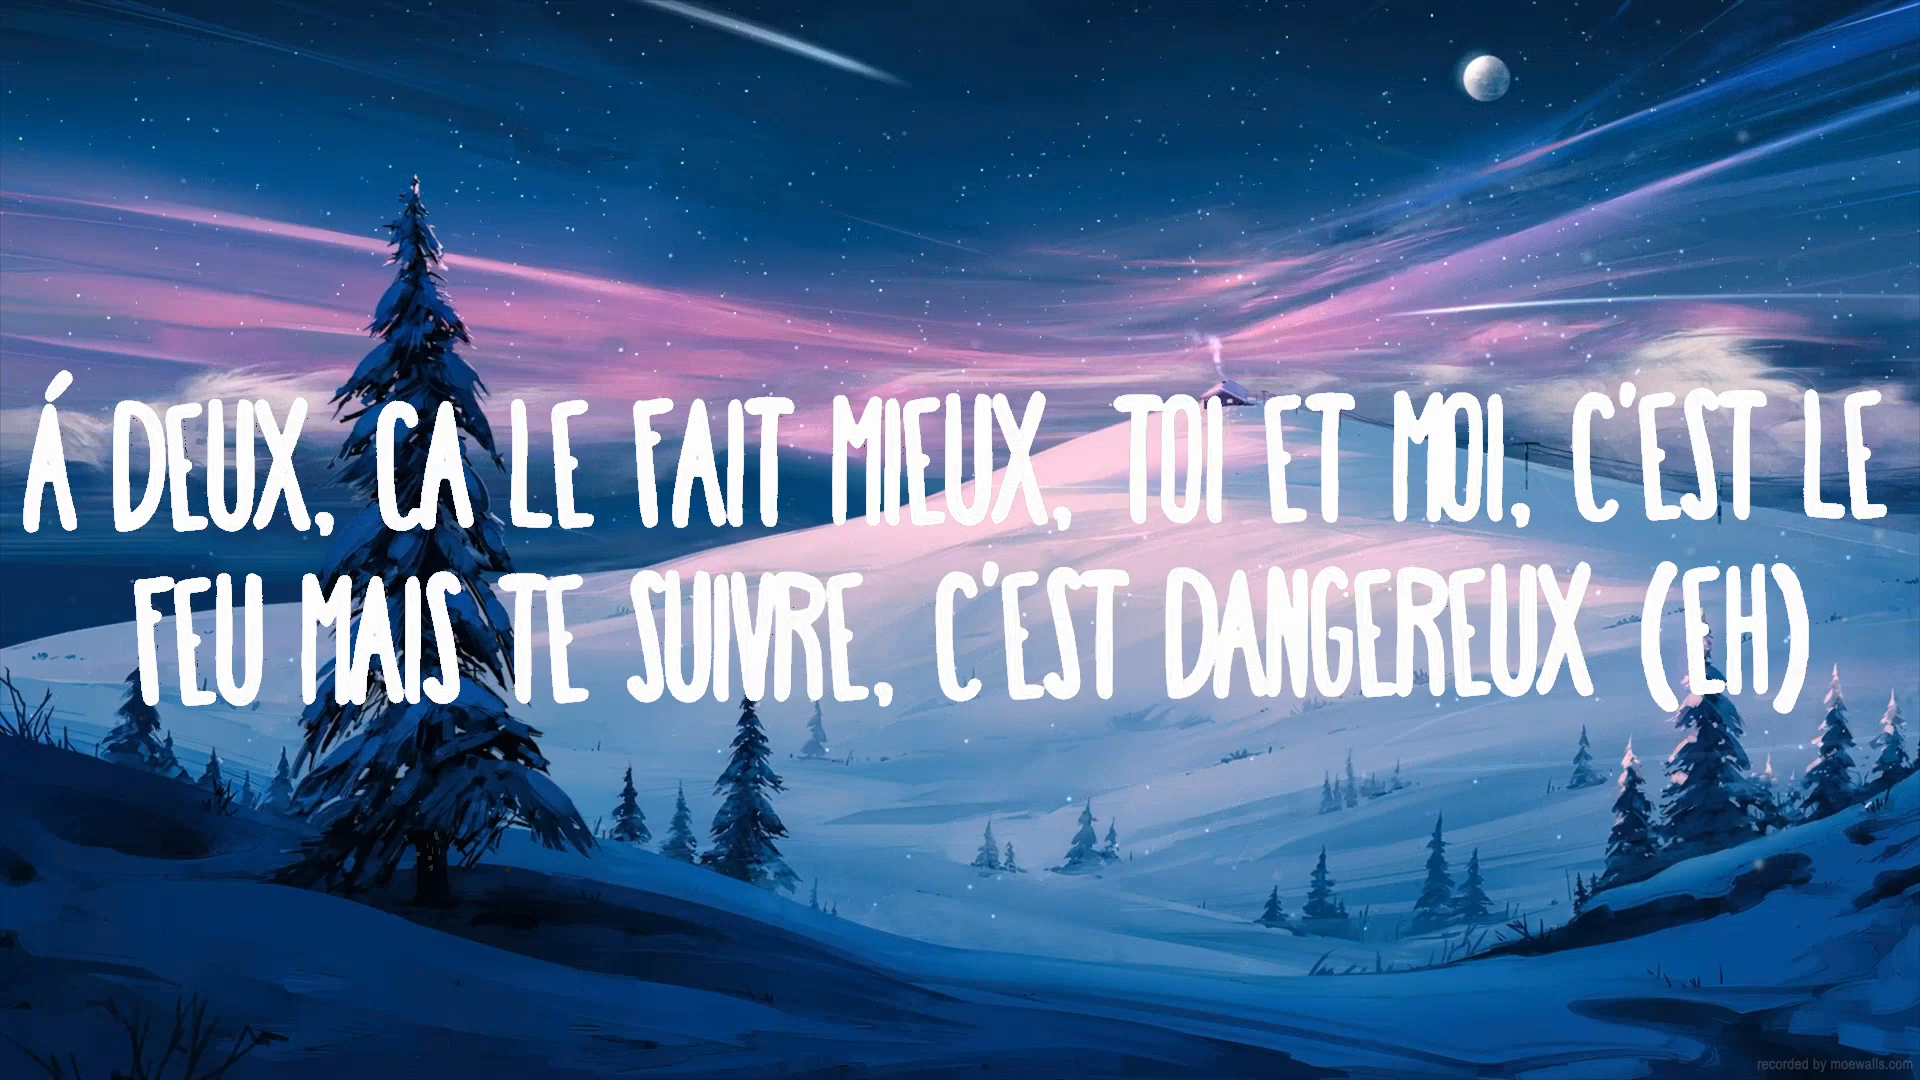 Á DEUX, CA LE FAIT MIEUX, TOI ET MOI, C'EST LE
FEU MAIS TE SUIVRE, C'EST DANGEREUX (EH)
recorded by moewalls.com